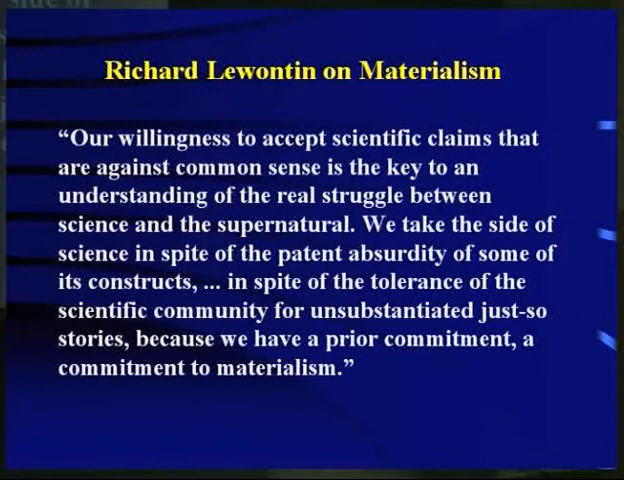 Richard Lewontin on Materialism
“Our willingness to accept scientific claims that
are against common sense is the key to an
understanding of the real struggle between
science and the supernatural. We take the side of
science in spite of the patent absurdity of some of
its constructs, ... in spite of the tolerance of the
scientific community for unsubstantiated just-so
stories, because we have a prior commitment, a
commitment to materialism.”